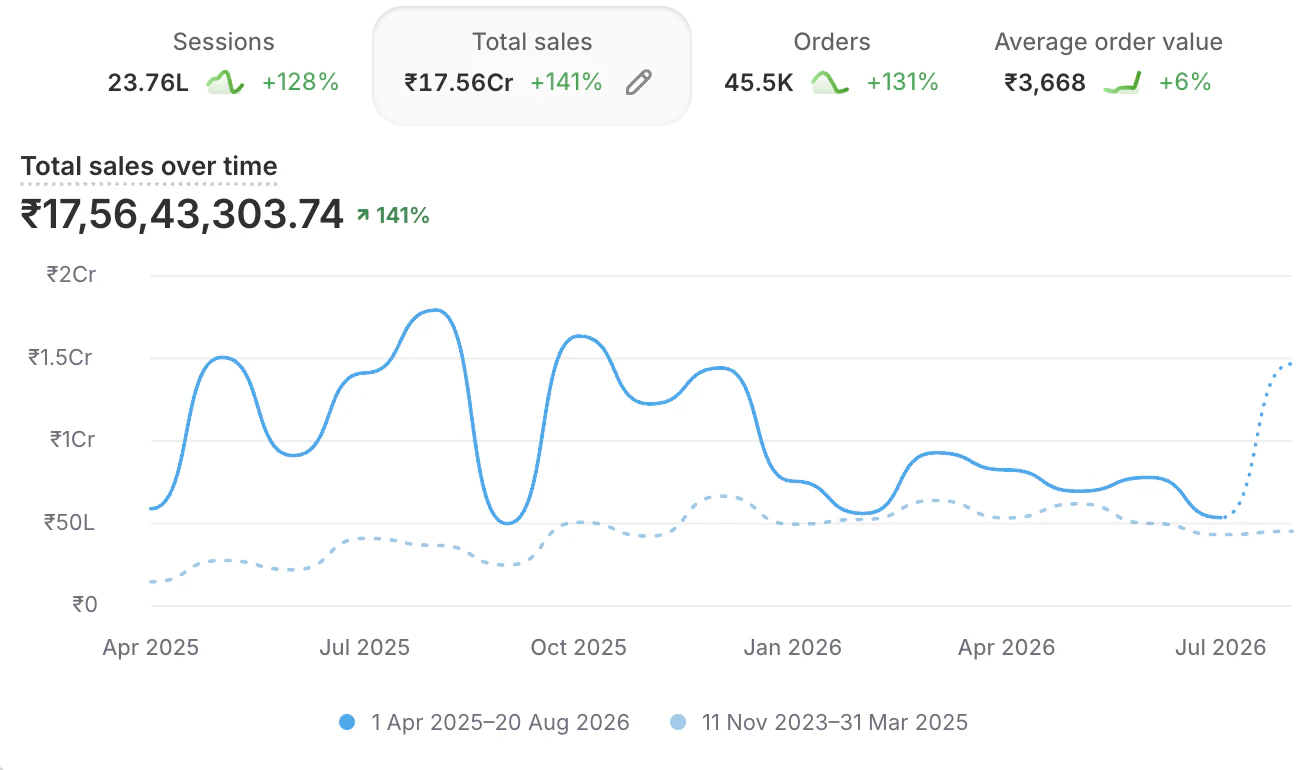 Sessions
23.76L +128%
Total sales
₹17.56Cr +141%
Orders
45.5K +131%
Average order value
₹3,668 +6%
Total sales over time
₹17,56,43,303.74 141%
₹2Cr
₹1.5Cr
₹1Cr
₹50L
₹0
Apr 2025 Jul 2025 Oct 2025 Jan 2026 Apr 2026 Jul 2026
1 Apr 2025–20 Aug 2026 11 Nov 2023–31 Mar 2025